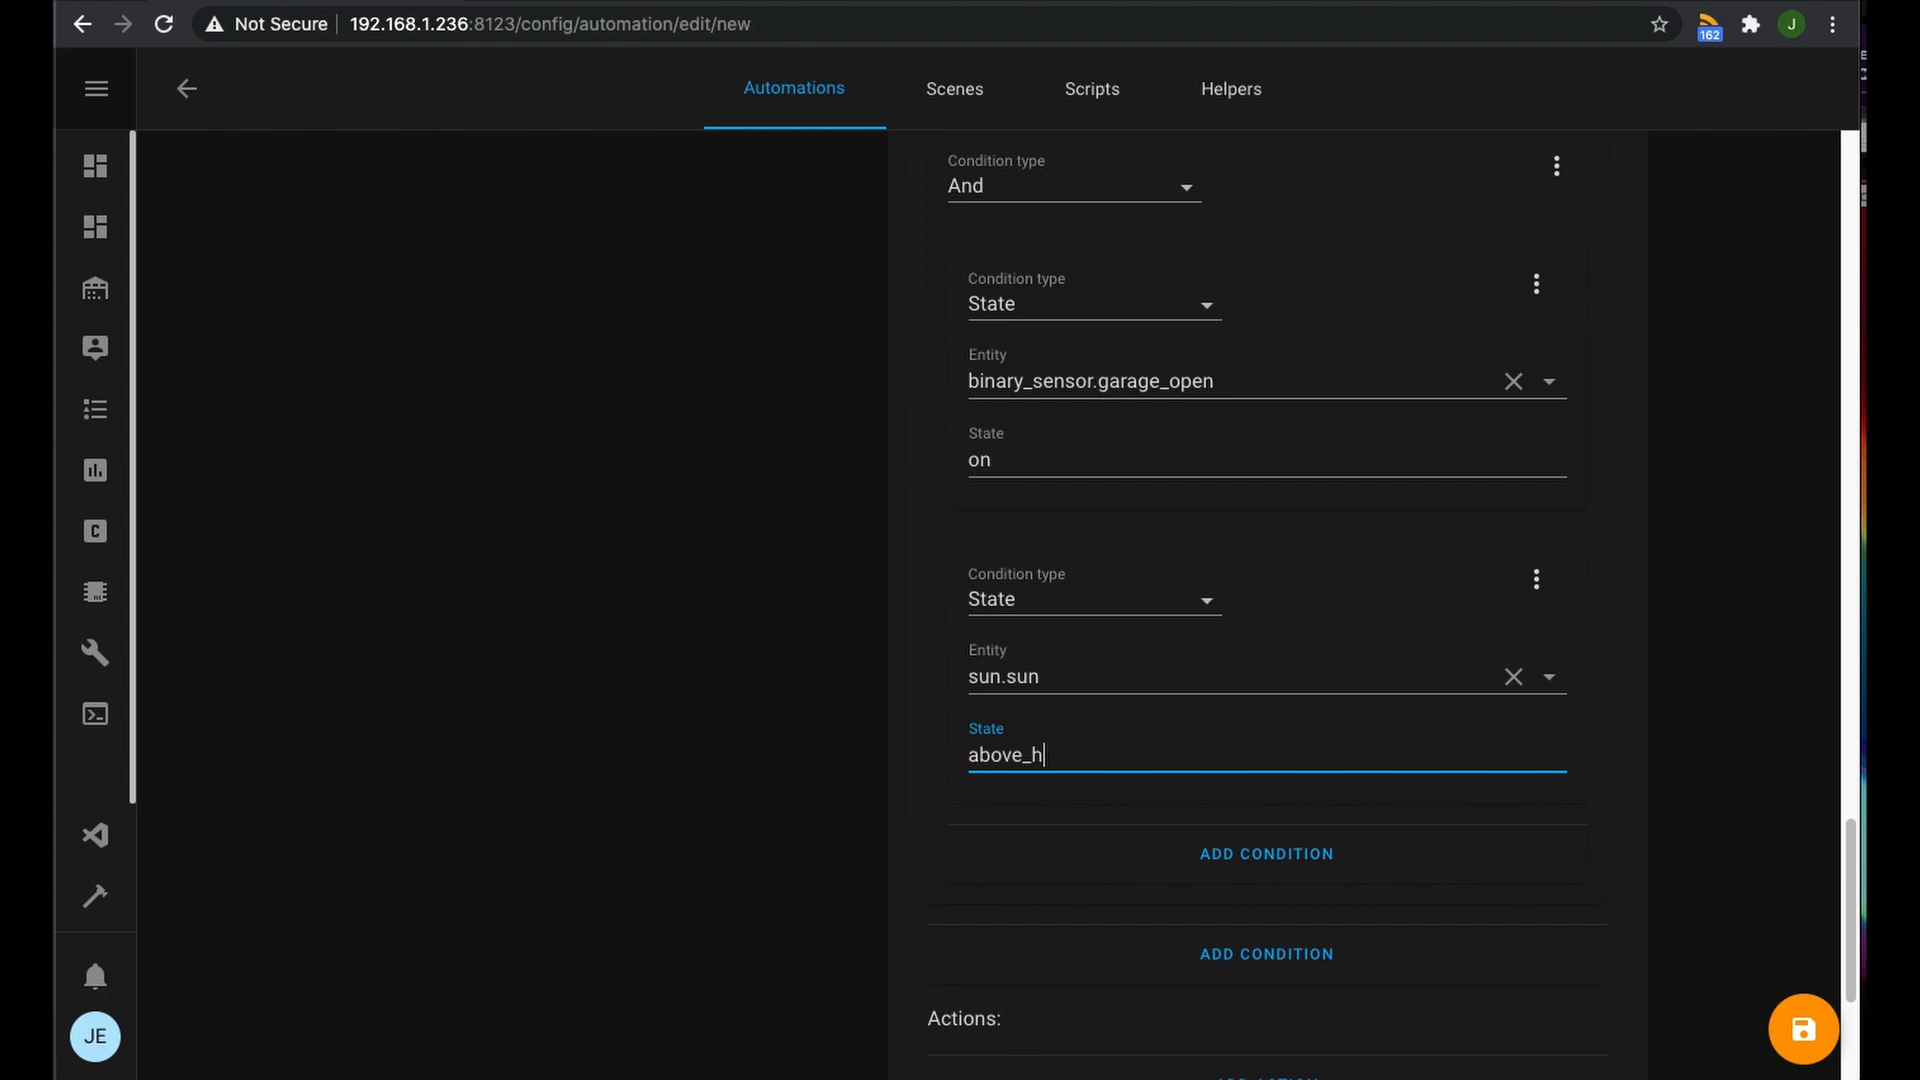 Not Secure
192.168.1.236:8123/config/automation/edit/new
162
J
Automations
Scenes
Scripts
Helpers
Condition type
And
Condition type
State
Entity
binary_sensor.garage_open
State
on
Condition type
State
Entity
sun.sun
State
above_h
ADD CONDITION
ADD CONDITION
Actions:
C
JE